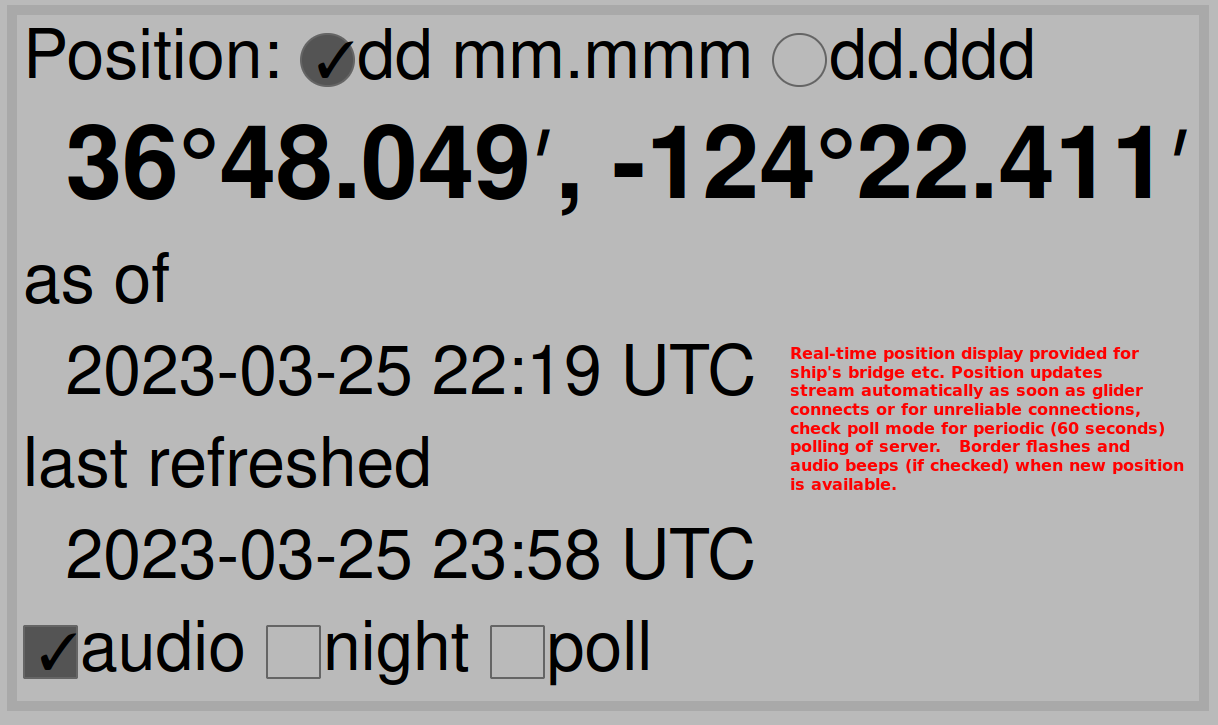 Position: ✓dd mm.mmm dd.ddd
36°48.049′, -124°22.411′
as of
2023-03-25 22:19 UTC
last refreshed
2023-03-25 23:58 UTC
Real-time position display provided for
ship's bridge etc. Position updates
stream automatically as soon as glider
connects or for unreliable connections,
check poll mode for periodic (60 seconds)
polling of server.   Border flashes and
audio beeps (if checked) when new position
is available.
✓audio night poll